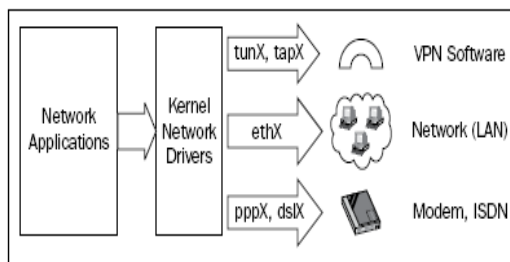 Network
Applications
Kernel
Network
Drivers
tunX, tapX
VPN Software
ethX
Network (LAN)
pppX, dslX
Modem, ISDN